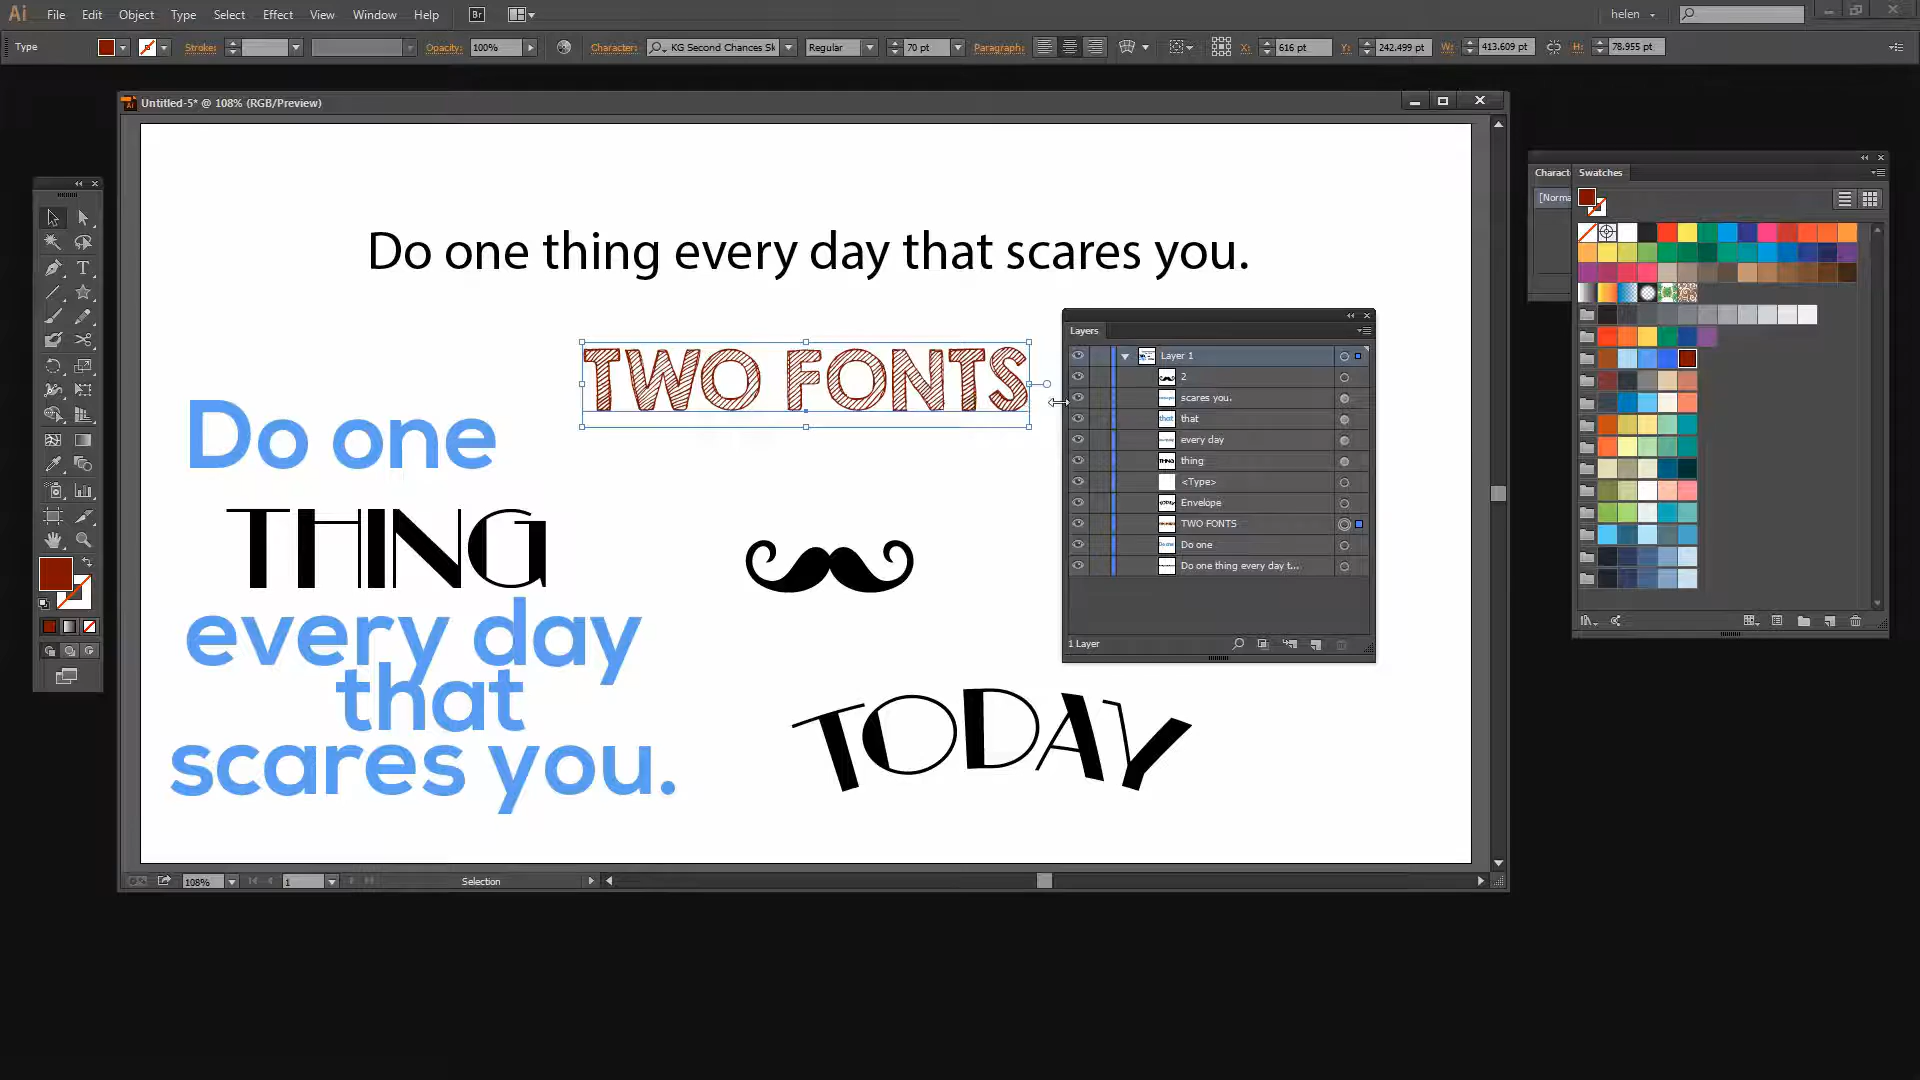 Ai File Edit Object Type Select Effect View Window Help Br helen
Type Stroke: Opacity: 100% Character: KG Second Chances Sk Regular 70 pt Paragraph: X: 616 pt Y: 242.499 pt W: 413.609 pt H: 78.955 pt
Untitled-5* @ 108% (RGB/Preview)
Do one thing every day that scares you.
TWO FONTS
Do one
THING
every day
that
scares you.
TODAY
Layers
Layer 1
2
scares you.
that
every day
thing
<Type>
Envelope
TWO FONTS
Do one
Do one thing every day t...
1 Layer
Charact
[Norma
Swatches
108% 1 Selection